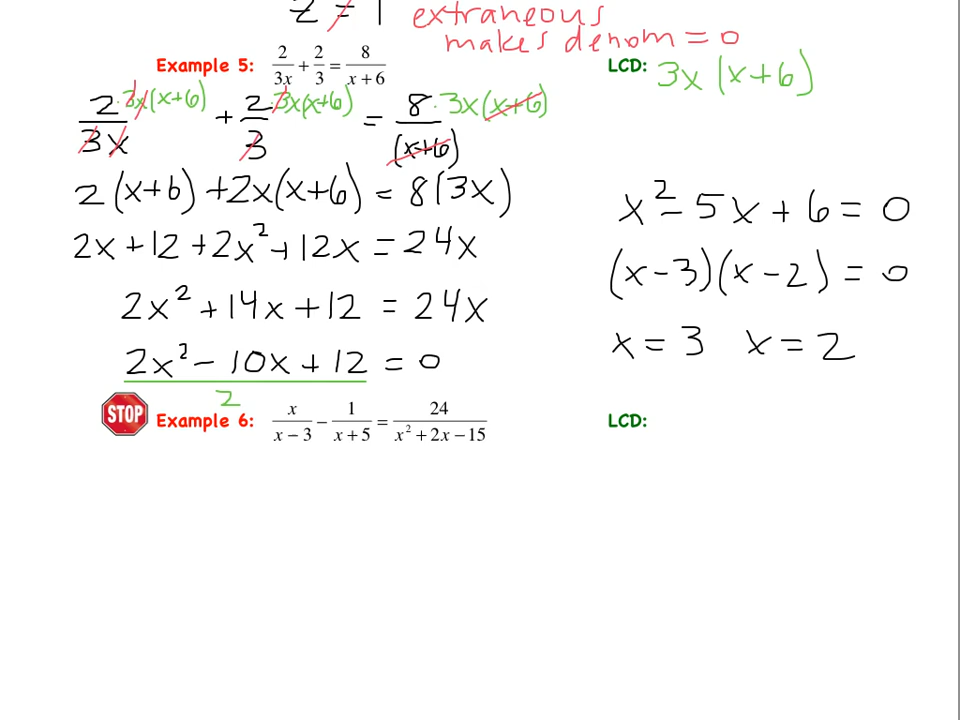 z = 1 extraneous
makes denom = 0
Example 5: 2/3x + 2/3 = 8/x + 6 LCD: 3x(x+6)
2/3x · 3x(x+6) + 2/3 · 3x(x+6) = 8/(x+6) · 3x(x+6)
2(x+6) + 2x(x+6) = 8(3x)
2x + 12 + 2x² + 12x = 24x
2x² + 14x + 12 = 24x
2x² - 10x + 12 = 0
2
x² - 5x + 6 = 0
(x - 3)(x - 2) = 0
x = 3 x = 2
STOP Example 6: x/x − 3 − 1/x + 5 = 24/x² + 2x − 15 LCD: